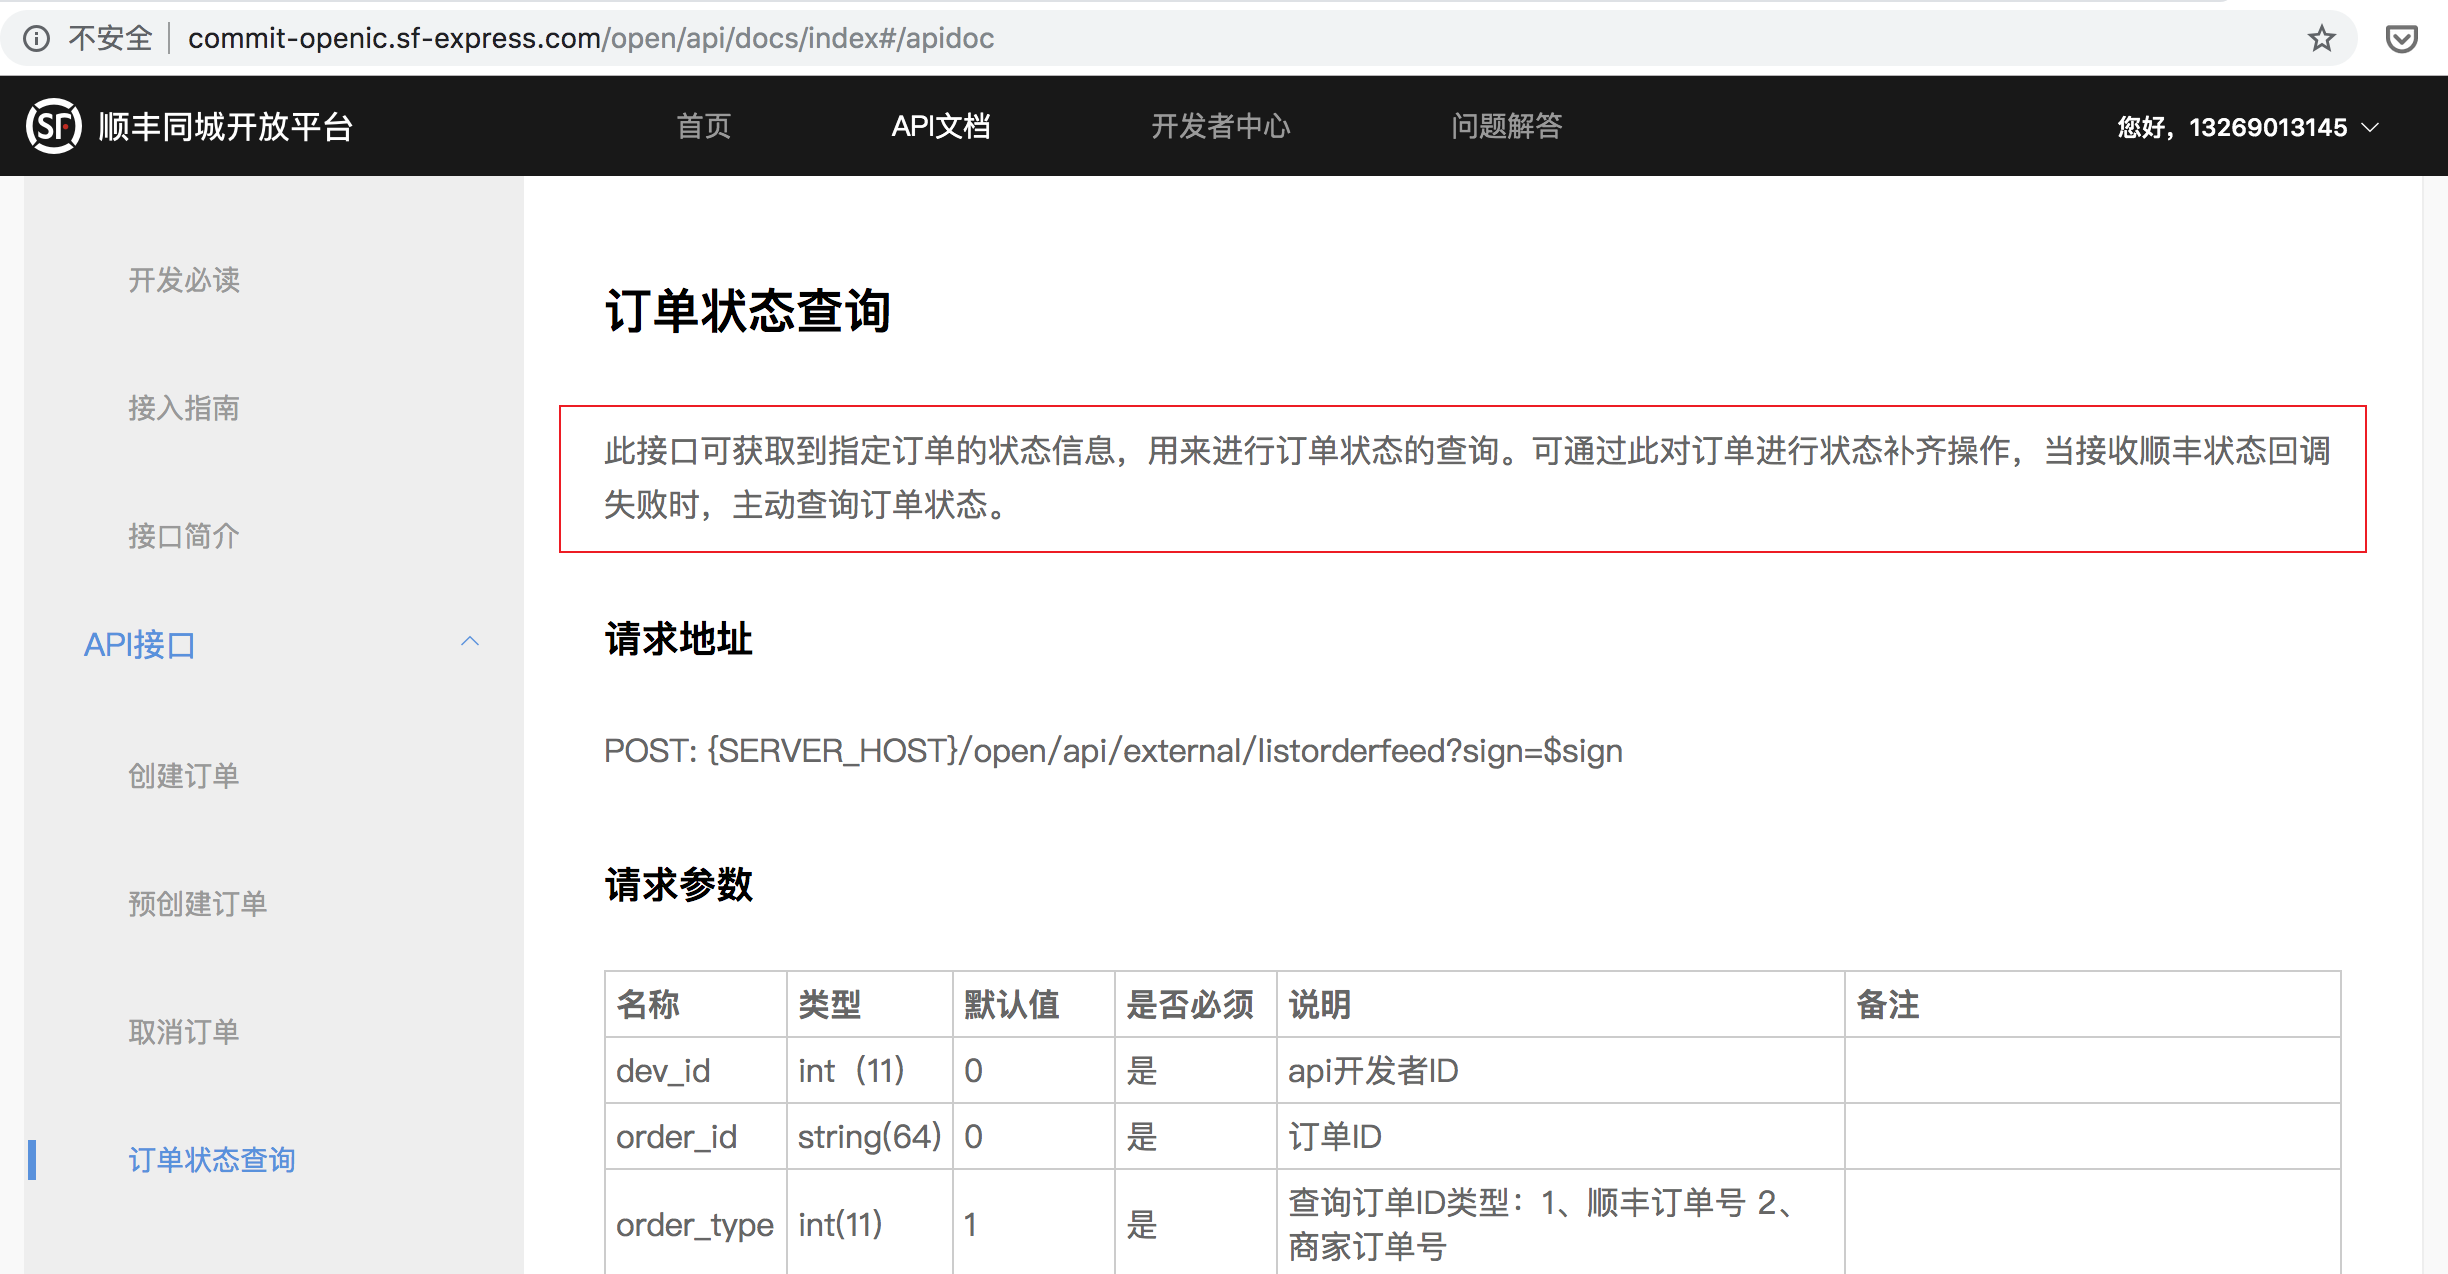 不安全 commit-openic.sf-express.com/open/api/docs/index#/apidoc
SF 顺丰同城开放平台 首页 API文档 开发者中心 问题解答 您好，13269013145
开发必读
接入指南
接口简介
API接口
创建订单
预创建订单
取消订单
订单状态查询
订单状态查询
此接口可获取到指定订单的状态信息，用来进行订单状态的查询。可通过此对订单进行状态补齐操作，当接收顺丰状态回调
失败时，主动查询订单状态。
请求地址
POST: {SERVER_HOST}/open/api/external/listorderfeed?sign=$sign
请求参数
名称 类型 默认值 是否必须 说明 备注
dev_id int（11） 0 是 api开发者ID
order_id string(64) 0 是 订单ID
order_type int(11) 1 是 查询订单ID类型：1、顺丰订单号 2、
商家订单号